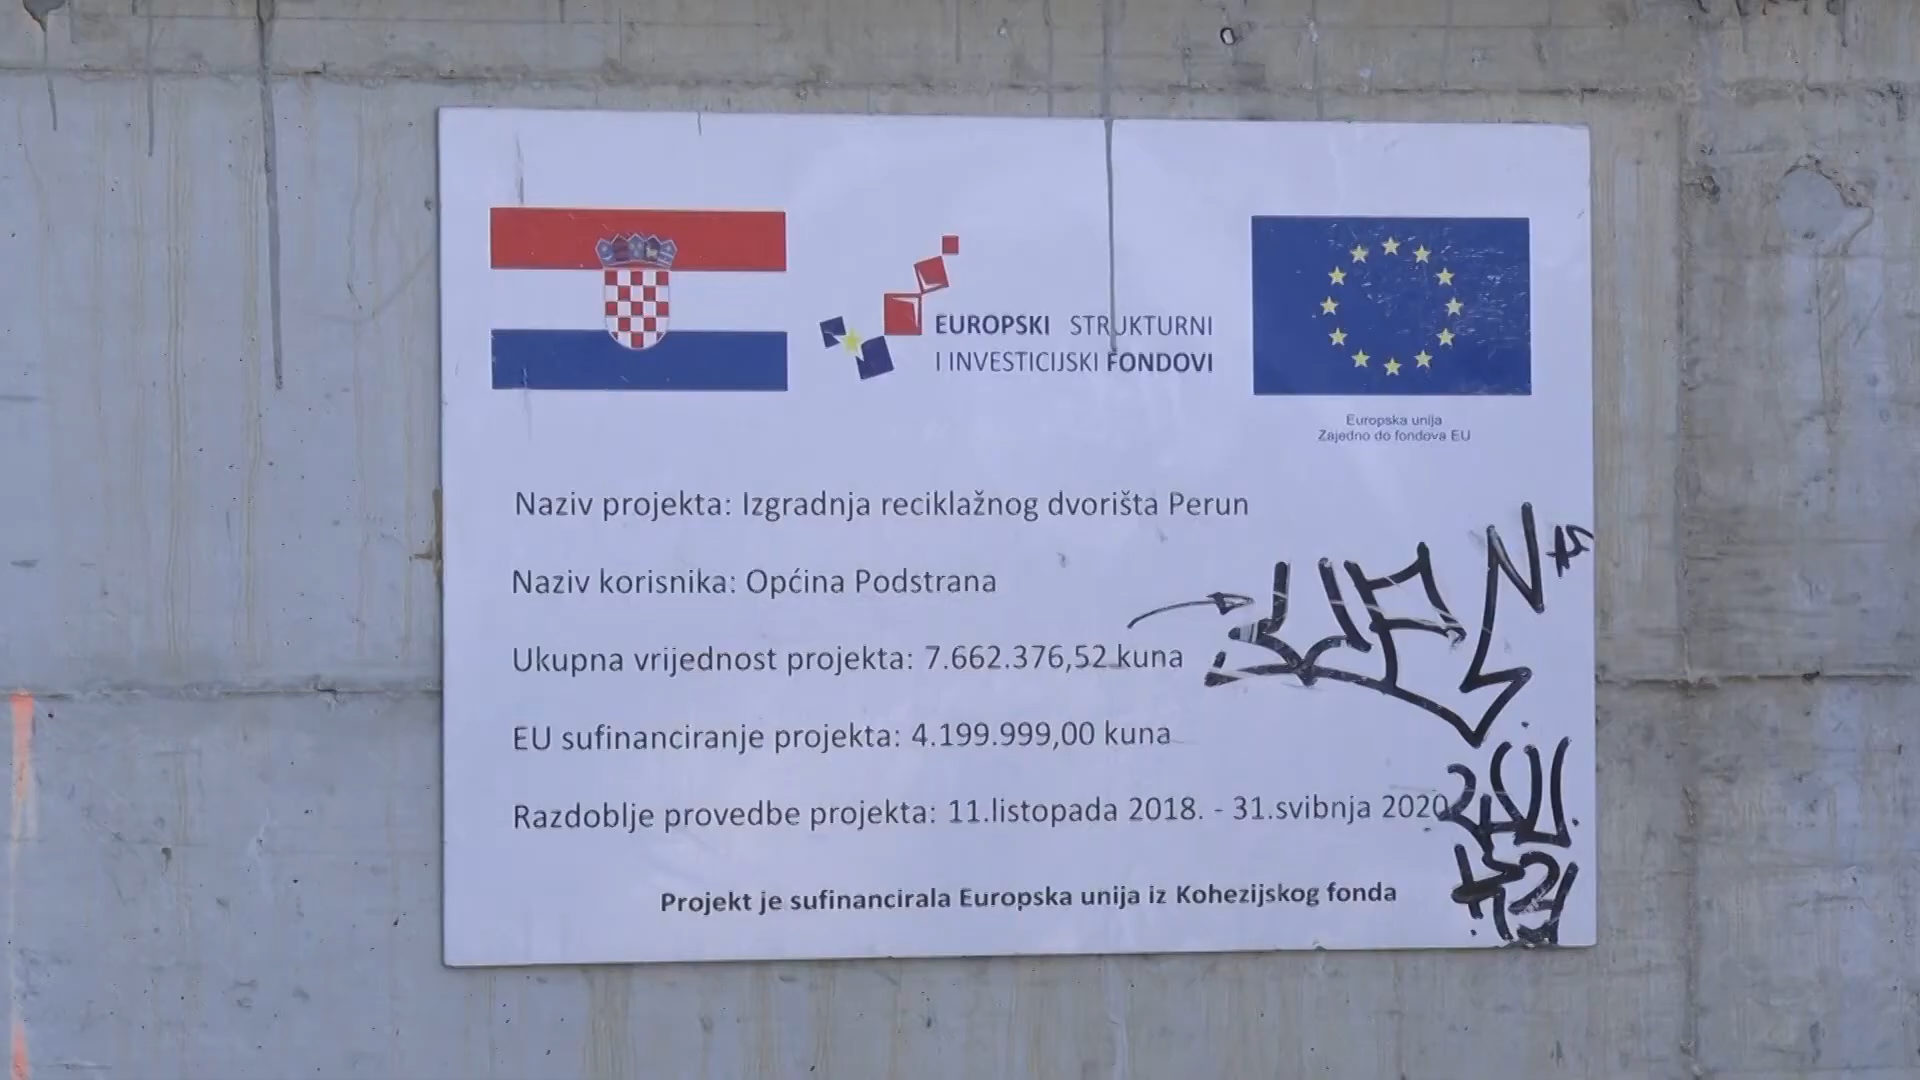 EUROPSKI STRUKTURNI
I INVESTICIJSKI FONDOVI
Europska unija
Zajedno do fondova EU
Naziv projekta: Izgradnja reciklažnog dvorišta Perun
Naziv korisnika: Općina Podstrana
Ukupna vrijednost projekta: 7.662.376,52 kuna
EU sufinanciranje projekta: 4.199.999,00 kuna
Razdoblje provedbe projekta: 11.listopada 2018. - 31.svibnja 2020
Projekt je sufinancirala Europska unija iz Kohezijskog fonda